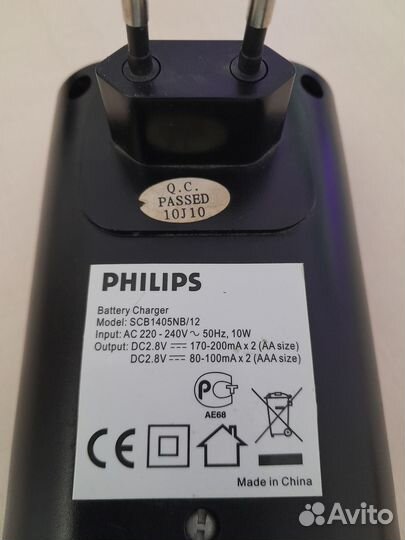 Q.C.
PASSED
10J10
PHILIPS
Battery Charger
Model: SCB1405NB/12
Input: AC 220 - 240V ~ 50Hz, 10W
Output: DC2.8V ⎓ 170-200mA x 2 (AA size)
DC2.8V ⎓ 80-100mA x 2 (AAA size)
РСТ
AE68
CE
Made in China
Avito